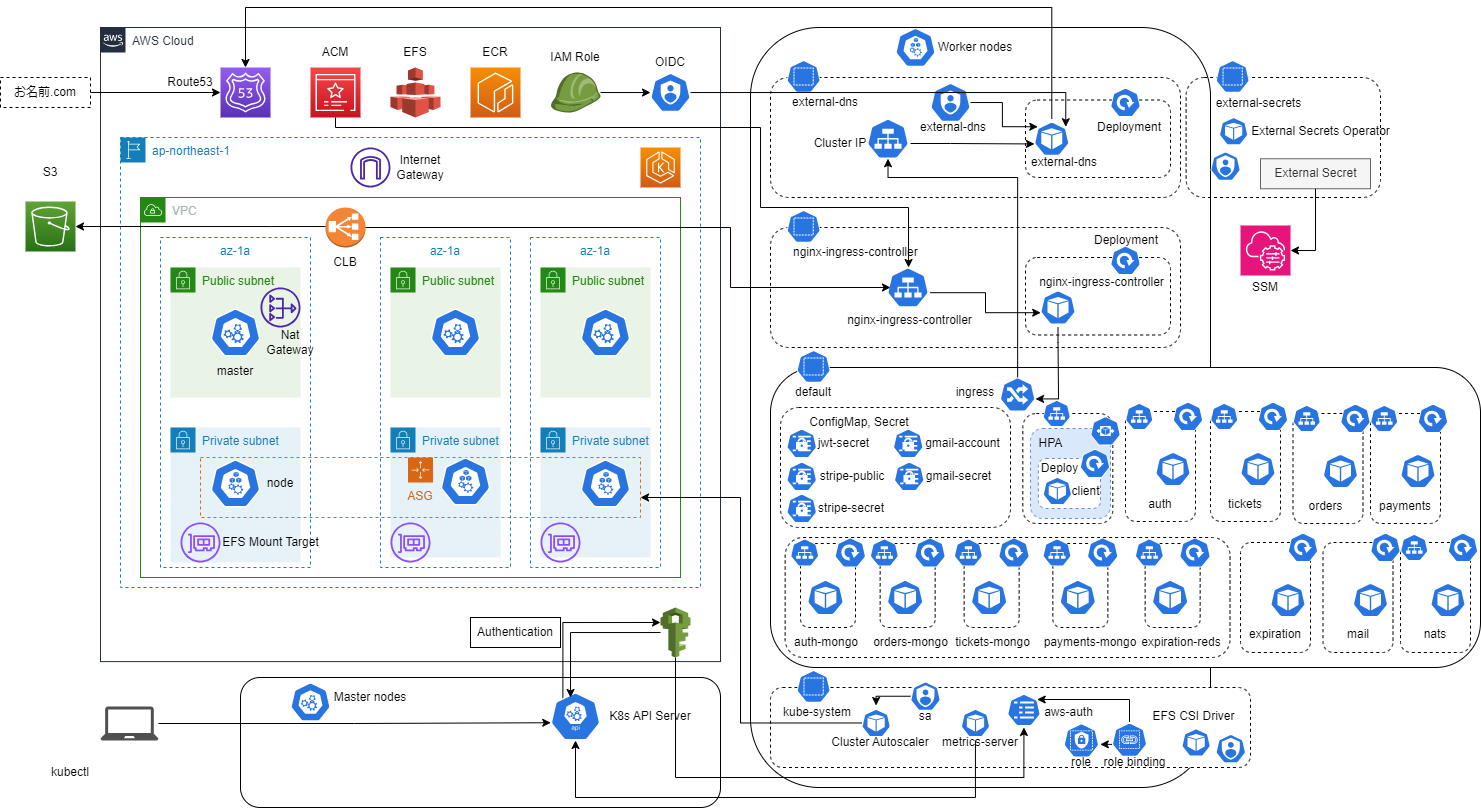 aws
AWS Cloud
お名前.com
Route53
53
ACM
EFS
ECR
IAM Role
OIDC
ap-northeast-1
Internet
Gateway
K
S3
VPC
CLB
az-1a
az-1a
az-1a
Public subnet
Public subnet
Public subnet
Nat
Gateway
master
Private subnet
Private subnet
Private subnet
node
ASG
EFS Mount Target
Authentication
Master nodes
K8s API Server
api
kubectl
Worker nodes
external-dns
external-dns
Cluster IP
Deployment
external-dns
external-secrets
External Secrets Operator
External Secret
SSM
nginx-ingress-controller
nginx-ingress-controller
Deployment
nginx-ingress-controller
default
ingress
ConfigMap, Secret
jwt-secret
gmail-account
stripe-public
gmail-secret
stripe-secret
HPA
Deploy
client
auth
tickets
orders
payments
auth-mongo
orders-mongo
tickets-mongo
payments-mongo
expiration-reds
expiration
mail
nats
kube-system
sa
Cluster Autoscaler
metrics-server
aws-auth
role
role binding
EFS CSI Driver